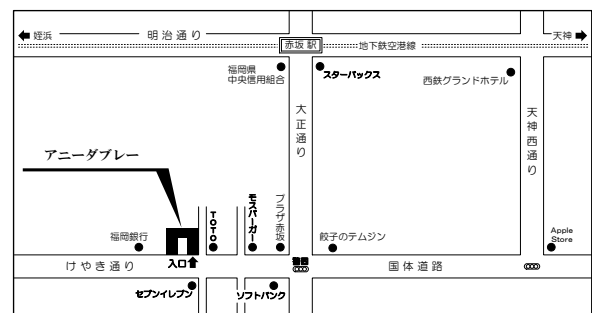 姪浜
明治通り
天神
赤坂駅
地下鉄空港線
福岡県
中央信用組合
スターバックス
西鉄グランドホテル
大正通り
天神西通り
アニーダブレー
福岡銀行
TOTO
モスバーガー
プラザ赤坂
餃子のテムジン
Apple
Store
けやき通り
入口
国体道路
セブンイレブン
ソフトバンク